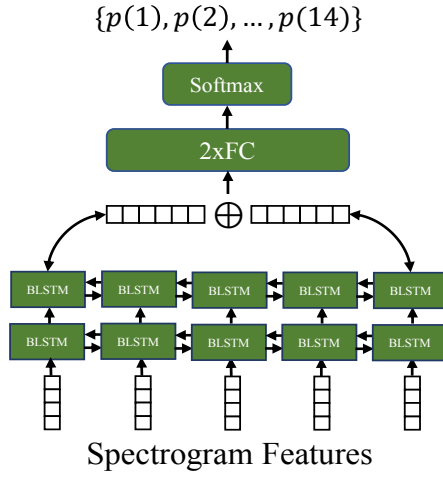 {p(1), p(2), ... , p(14)}
Softmax
2xFC
BLSTM BLSTM BLSTM BLSTM BLSTM
BLSTM BLSTM BLSTM BLSTM BLSTM
Spectrogram Features